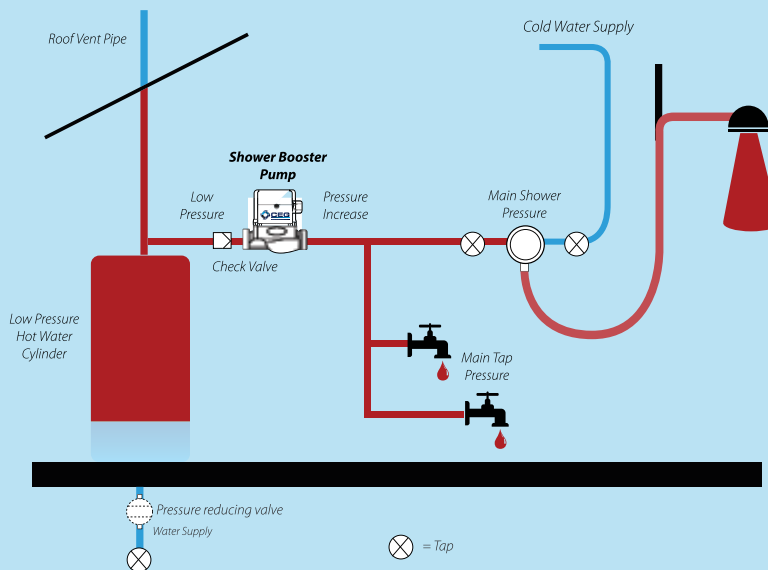 Cold Water Supply
Roof Vent Pipe
Shower Booster
Pump
Low
Pressure
Pressure
Increase
Main Shower
Pressure
CEG
Check Valve
Low Pressure
Hot Water
Cylinder
Main Tap
Pressure
Pressure reducing valve
Water Supply
= Tap